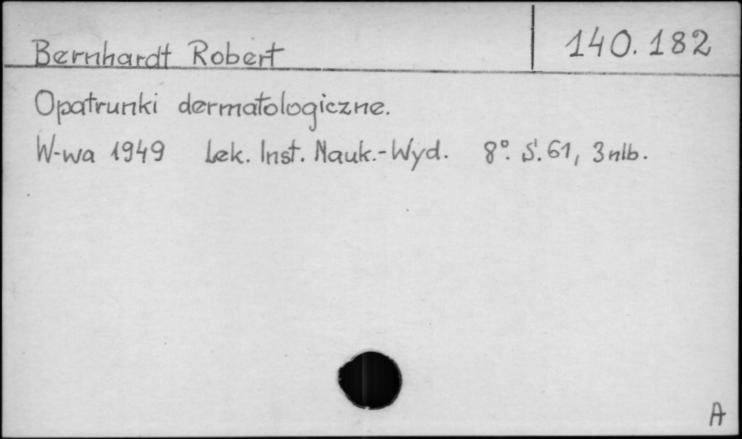 Bernhardt Robert
140.182
Opatrunki dermatologiczne.
W-wa 1949 Lek. Inst. Nauk.-Wyd. 8°. S. 61, 3 nlb.
A